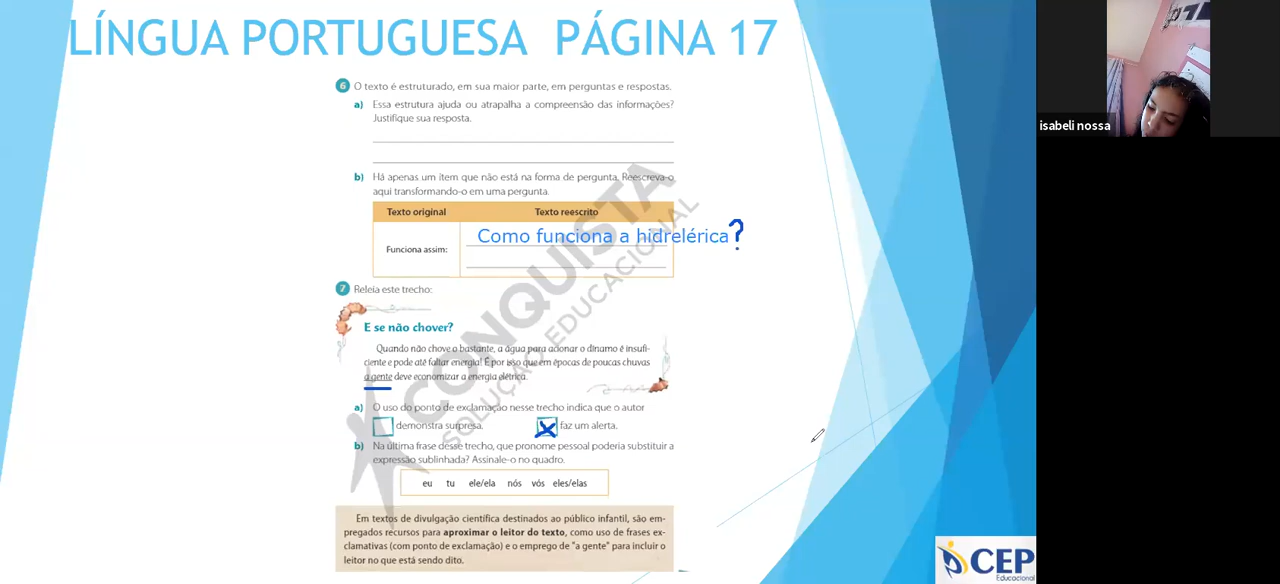 LÍNGUA PORTUGUESA PÁGINA 17
6 O texto é estruturado, em sua maior parte, em perguntas e respostas.
a) Essa estrutura ajuda ou atrapalha a compreensão das informações?
Justifique sua resposta.
b) Há apenas um item que não está na forma de pergunta. Reescreva-o
aqui transformando-o em uma pergunta.
Texto original Texto reescrito
Funciona assim: Como funciona a hidrelérica?
7 Releia este trecho:
E se não chover?
Quando não chove o bastante, a água para acionar o dínamo é insufi-
ciente e pode até faltar energia! É por isso que em épocas de poucas chuvas
a gente deve economizar a energia elétrica.
a) O uso do ponto de exclamação nesse trecho indica que o autor
demonstra surpresa. X faz um alerta.
b) Na última frase desse trecho, que pronome pessoal poderia substituir a
expressão sublinhada? Assinale-o no quadro.
eu tu ele/ela nós vós eles/elas
Em textos de divulgação científica destinados ao público infantil, são em-
pregados recursos para aproximar o leitor do texto, como uso de frases ex-
clamativas (com ponto de exclamação) e o emprego de "a gente" para incluir o
leitor no que está sendo dito.
CONQUISTA
SOLUÇÃO EDUCACIONAL
isabeli nossa
CEP
Educacional